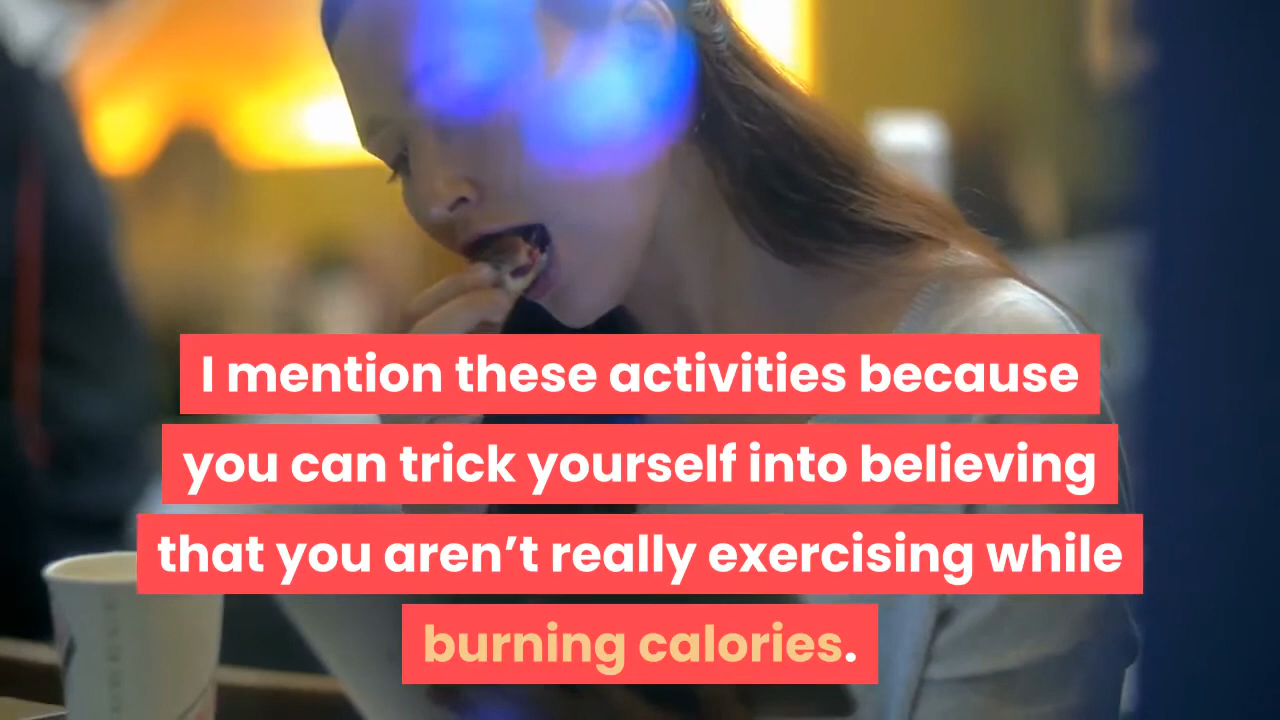 I mention these activities because
you can trick yourself into believing
that you aren’t really exercising while
burning calories.